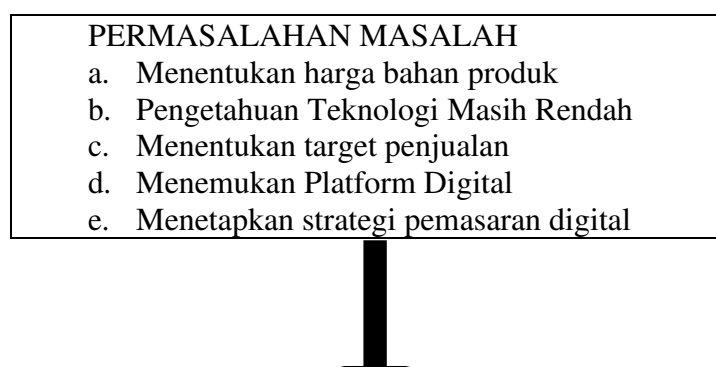 PERMASALAHAN MASALAH
a. Menentukan harga bahan produk
b. Pengetahuan Teknologi Masih Rendah
c. Menentukan target penjualan
d. Menemukan Platform Digital
e. Menetapkan strategi pemasaran digital